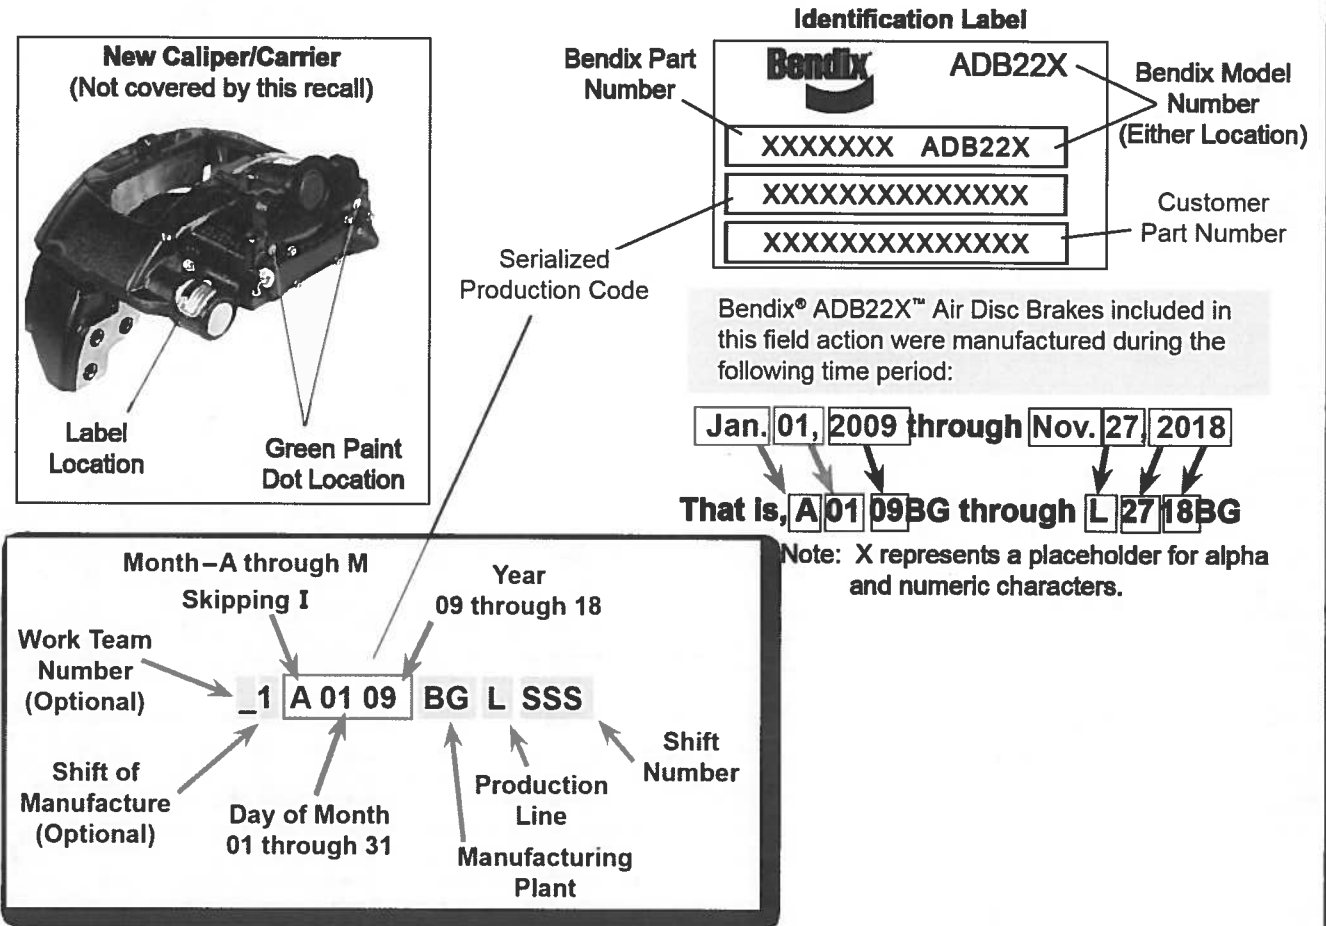 New Caliper/Carrier
(Not covered by this recall)
Label
Location
Green Paint
Dot Location
Identification Label
Bendix Part
Number
Bendix
ADB22X
Bendix Model
Number
(Either Location)
XXXXXXX ADB22X
XXXXXXXXXXXXXX
XXXXXXXXXXXXXX
Customer
Part Number
Serialized
Production Code
Bendix® ADB22X™ Air Disc Brakes included in
this field action were manufactured during the
following time period:
Jan. 01, 2009 through Nov. 27, 2018
That is, A 01 09BG through L 27 18BG
Note: X represents a placeholder for alpha
and numeric characters.
Month–A through M
Skipping I
Year
09 through 18
Work Team
Number
(Optional)
_1 A 01 09 BG L SSS
Shift of
Manufacture
(Optional)
Day of Month
01 through 31
Production
Line
Manufacturing
Plant
Shift
Number